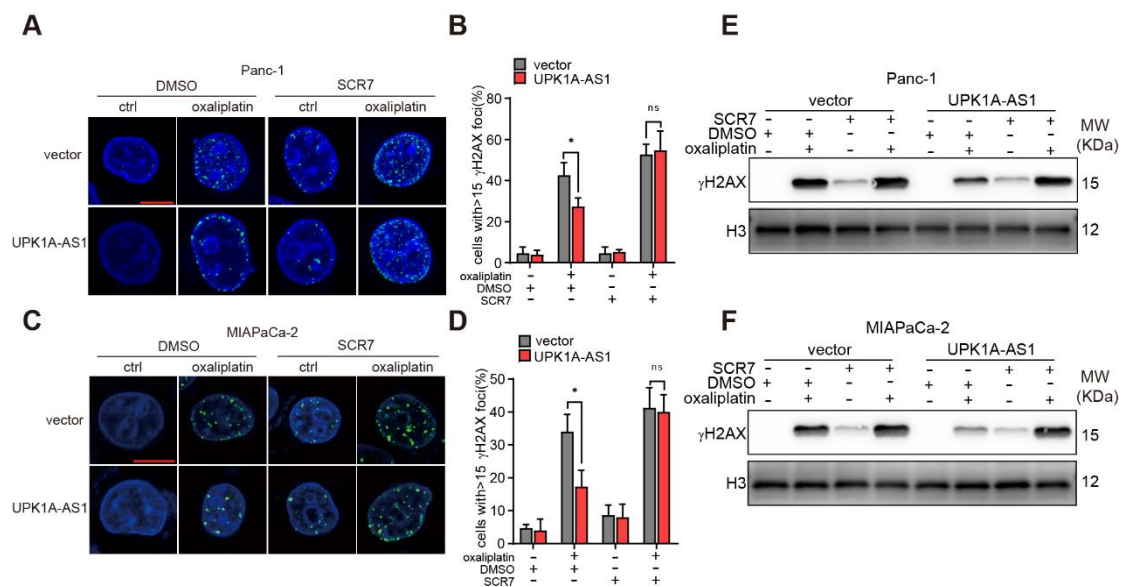 A
Panc-1
DMSO SCR7
ctrl oxaliplatin ctrl oxaliplatin
vector
UPK1A-AS1
B
vector
UPK1A-AS1
cells with>15 γH2AX foci(%)
80
60
40
20
0
* ns
oxaliplatin − + − +
DMSO + + − −
SCR7 − − + +
C
MIAPaCa-2
DMSO SCR7
ctrl oxaliplatin ctrl oxaliplatin
vector
UPK1A-AS1
D
vector
UPK1A-AS1
cells with>15 γH2AX foci(%)
50
40
30
20
10
0
* ns
oxaliplatin − + − +
DMSO + + − −
SCR7 − − + +
E
Panc-1
vector UPK1A-AS1
SCR7 − − + + − − + +
DMSO + + − − + + − −
oxaliplatin − + − + − + − +
MW
(KDa)
γH2AX 15
H3 12
F
MIAPaCa-2
vector UPK1A-AS1
SCR7 − − + + − − + +
DMSO + + − − + + − −
oxaliplatin − + − + − + − +
MW
(KDa)
γH2AX 15
H3 12